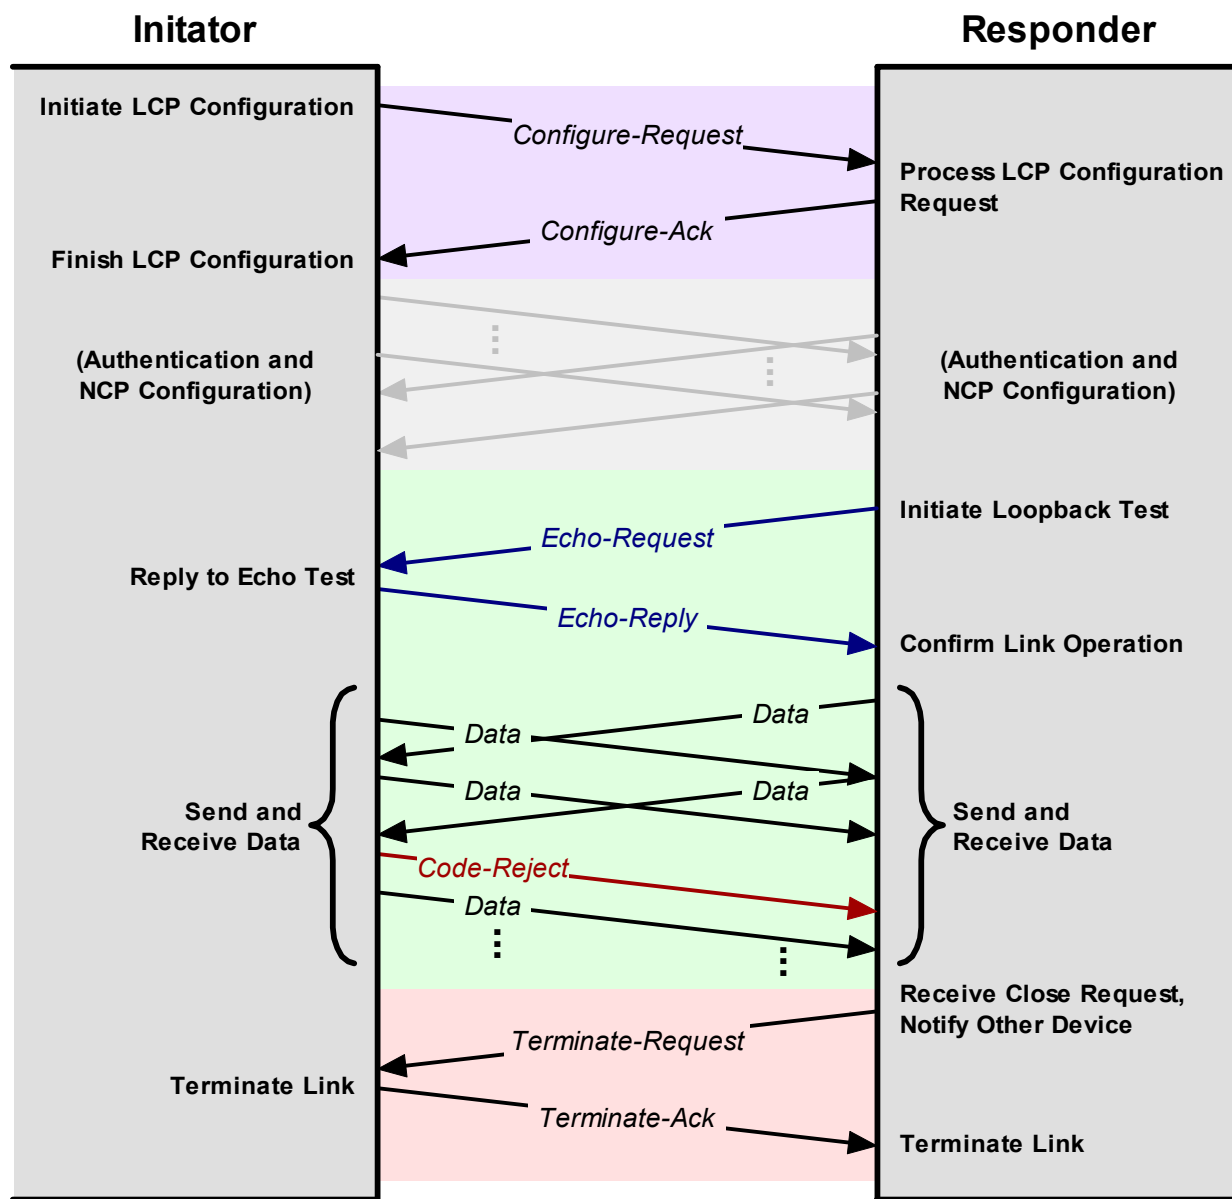 Initator
Responder
Initiate LCP Configuration
Configure-Request
Process LCP Configuration
Request
Configure-Ack
Finish LCP Configuration
(Authentication and
NCP Configuration)
(Authentication and
NCP Configuration)
Initiate Loopback Test
Echo-Request
Reply to Echo Test
Echo-Reply
Confirm Link Operation
Data
Data
Data
Data
Send and
Receive Data
Send and
Receive Data
Code-Reject
Data
Receive Close Request,
Notify Other Device
Terminate-Request
Terminate Link
Terminate-Ack
Terminate Link